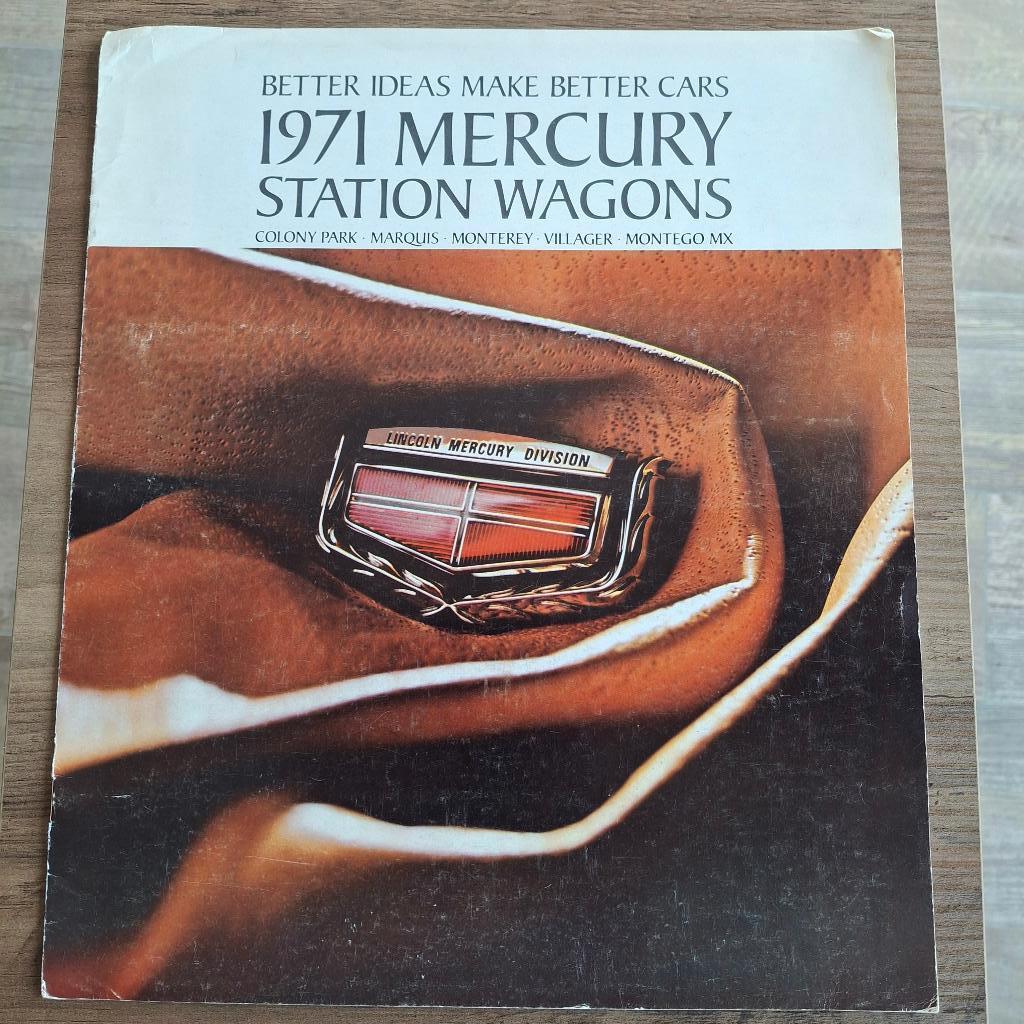 BETTER IDEAS MAKE BETTER CARS
1971 MERCURY
STATION WAGONS
COLONY PARK · MARQUIS · MONTEREY · VILLAGER · MONTEGO MX
LINCOLN MERCURY DIVISION